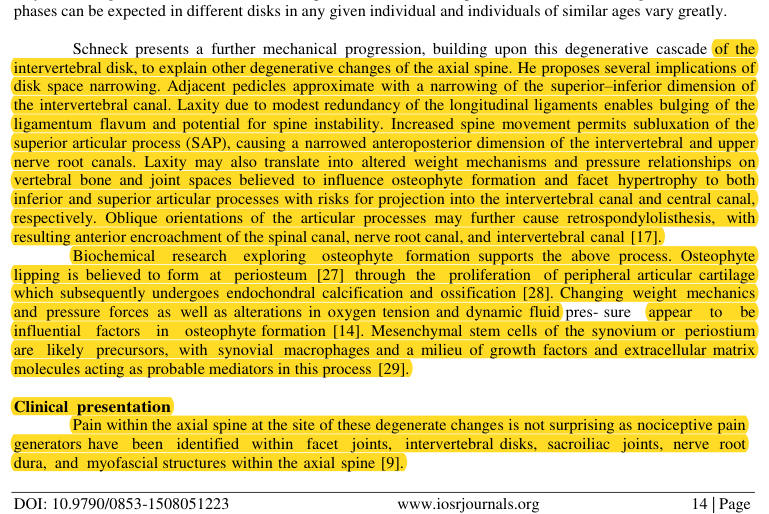 phases can be expected in different disks in any given individual and individuals of similar ages vary greatly.
Schneck presents a further mechanical progression, building upon this degenerative cascade of the
intervertebral disk, to explain other degenerative changes of the axial spine. He proposes several implications of
disk space narrowing. Adjacent pedicles approximate with a narrowing of the superior–inferior dimension of
the intervertebral canal. Laxity due to modest redundancy of the longitudinal ligaments enables bulging of the
ligamentum flavum and potential for spine instability. Increased spine movement permits subluxation of the
superior articular process (SAP), causing a narrowed anteroposterior dimension of the intervertebral and upper
nerve root canals. Laxity may also translate into altered weight mechanisms and pressure relationships on
vertebral bone and joint spaces believed to influence osteophyte formation and facet hypertrophy to both
inferior and superior articular processes with risks for projection into the intervertebral canal and central canal,
respectively. Oblique orientations of the articular processes may further cause retrospondylolisthesis, with
resulting anterior encroachment of the spinal canal, nerve root canal, and intervertebral canal [17].
Biochemical research exploring osteophyte formation supports the above process. Osteophyte
lipping is believed to form at periosteum [27] through the proliferation of peripheral articular cartilage
which subsequently undergoes endochondral calcification and ossification [28]. Changing weight mechanics
and pressure forces as well as alterations in oxygen tension and dynamic fluid pres- sure appear to be
influential factors in osteophyte formation [14]. Mesenchymal stem cells of the synovium or periostium
are likely precursors, with synovial macrophages and a milieu of growth factors and extracellular matrix
molecules acting as probable mediators in this process [29].
Clinical presentation
Pain within the axial spine at the site of these degenerate changes is not surprising as nociceptive pain
generators have been identified within facet joints, intervertebral disks, sacroiliac joints, nerve root
dura, and myofascial structures within the axial spine [9].
DOI: 10.9790/0853-1508051223 www.iosrjournals.org 14 | Page